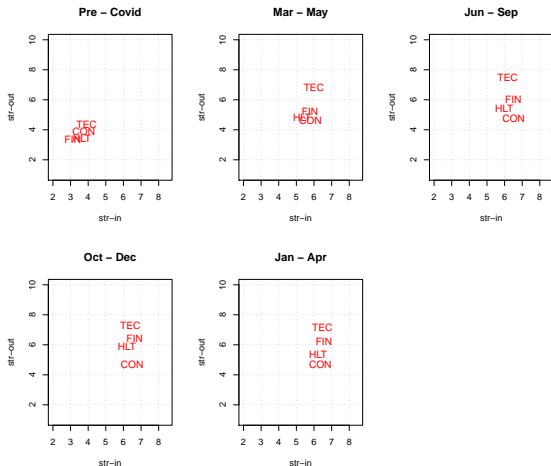 Pre − Covid
10
8
6
4
2
str−out
TEC
CON
FIN
HLT
2 3 4 5 6 7 8
str−in
Mar − May
10
8
6
4
2
str−out
TEC
FIN
HLT
CON
2 3 4 5 6 7 8
str−in
Jun − Sep
10
8
6
4
2
str−out
TEC
FIN
HLT
CON
2 3 4 5 6 7 8
str−in
Oct − Dec
10
8
6
4
2
str−out
TEC
FIN
HLT
CON
2 3 4 5 6 7 8
str−in
Jan − Apr
10
8
6
4
2
str−out
TEC
FIN
HLT
CON
2 3 4 5 6 7 8
str−in